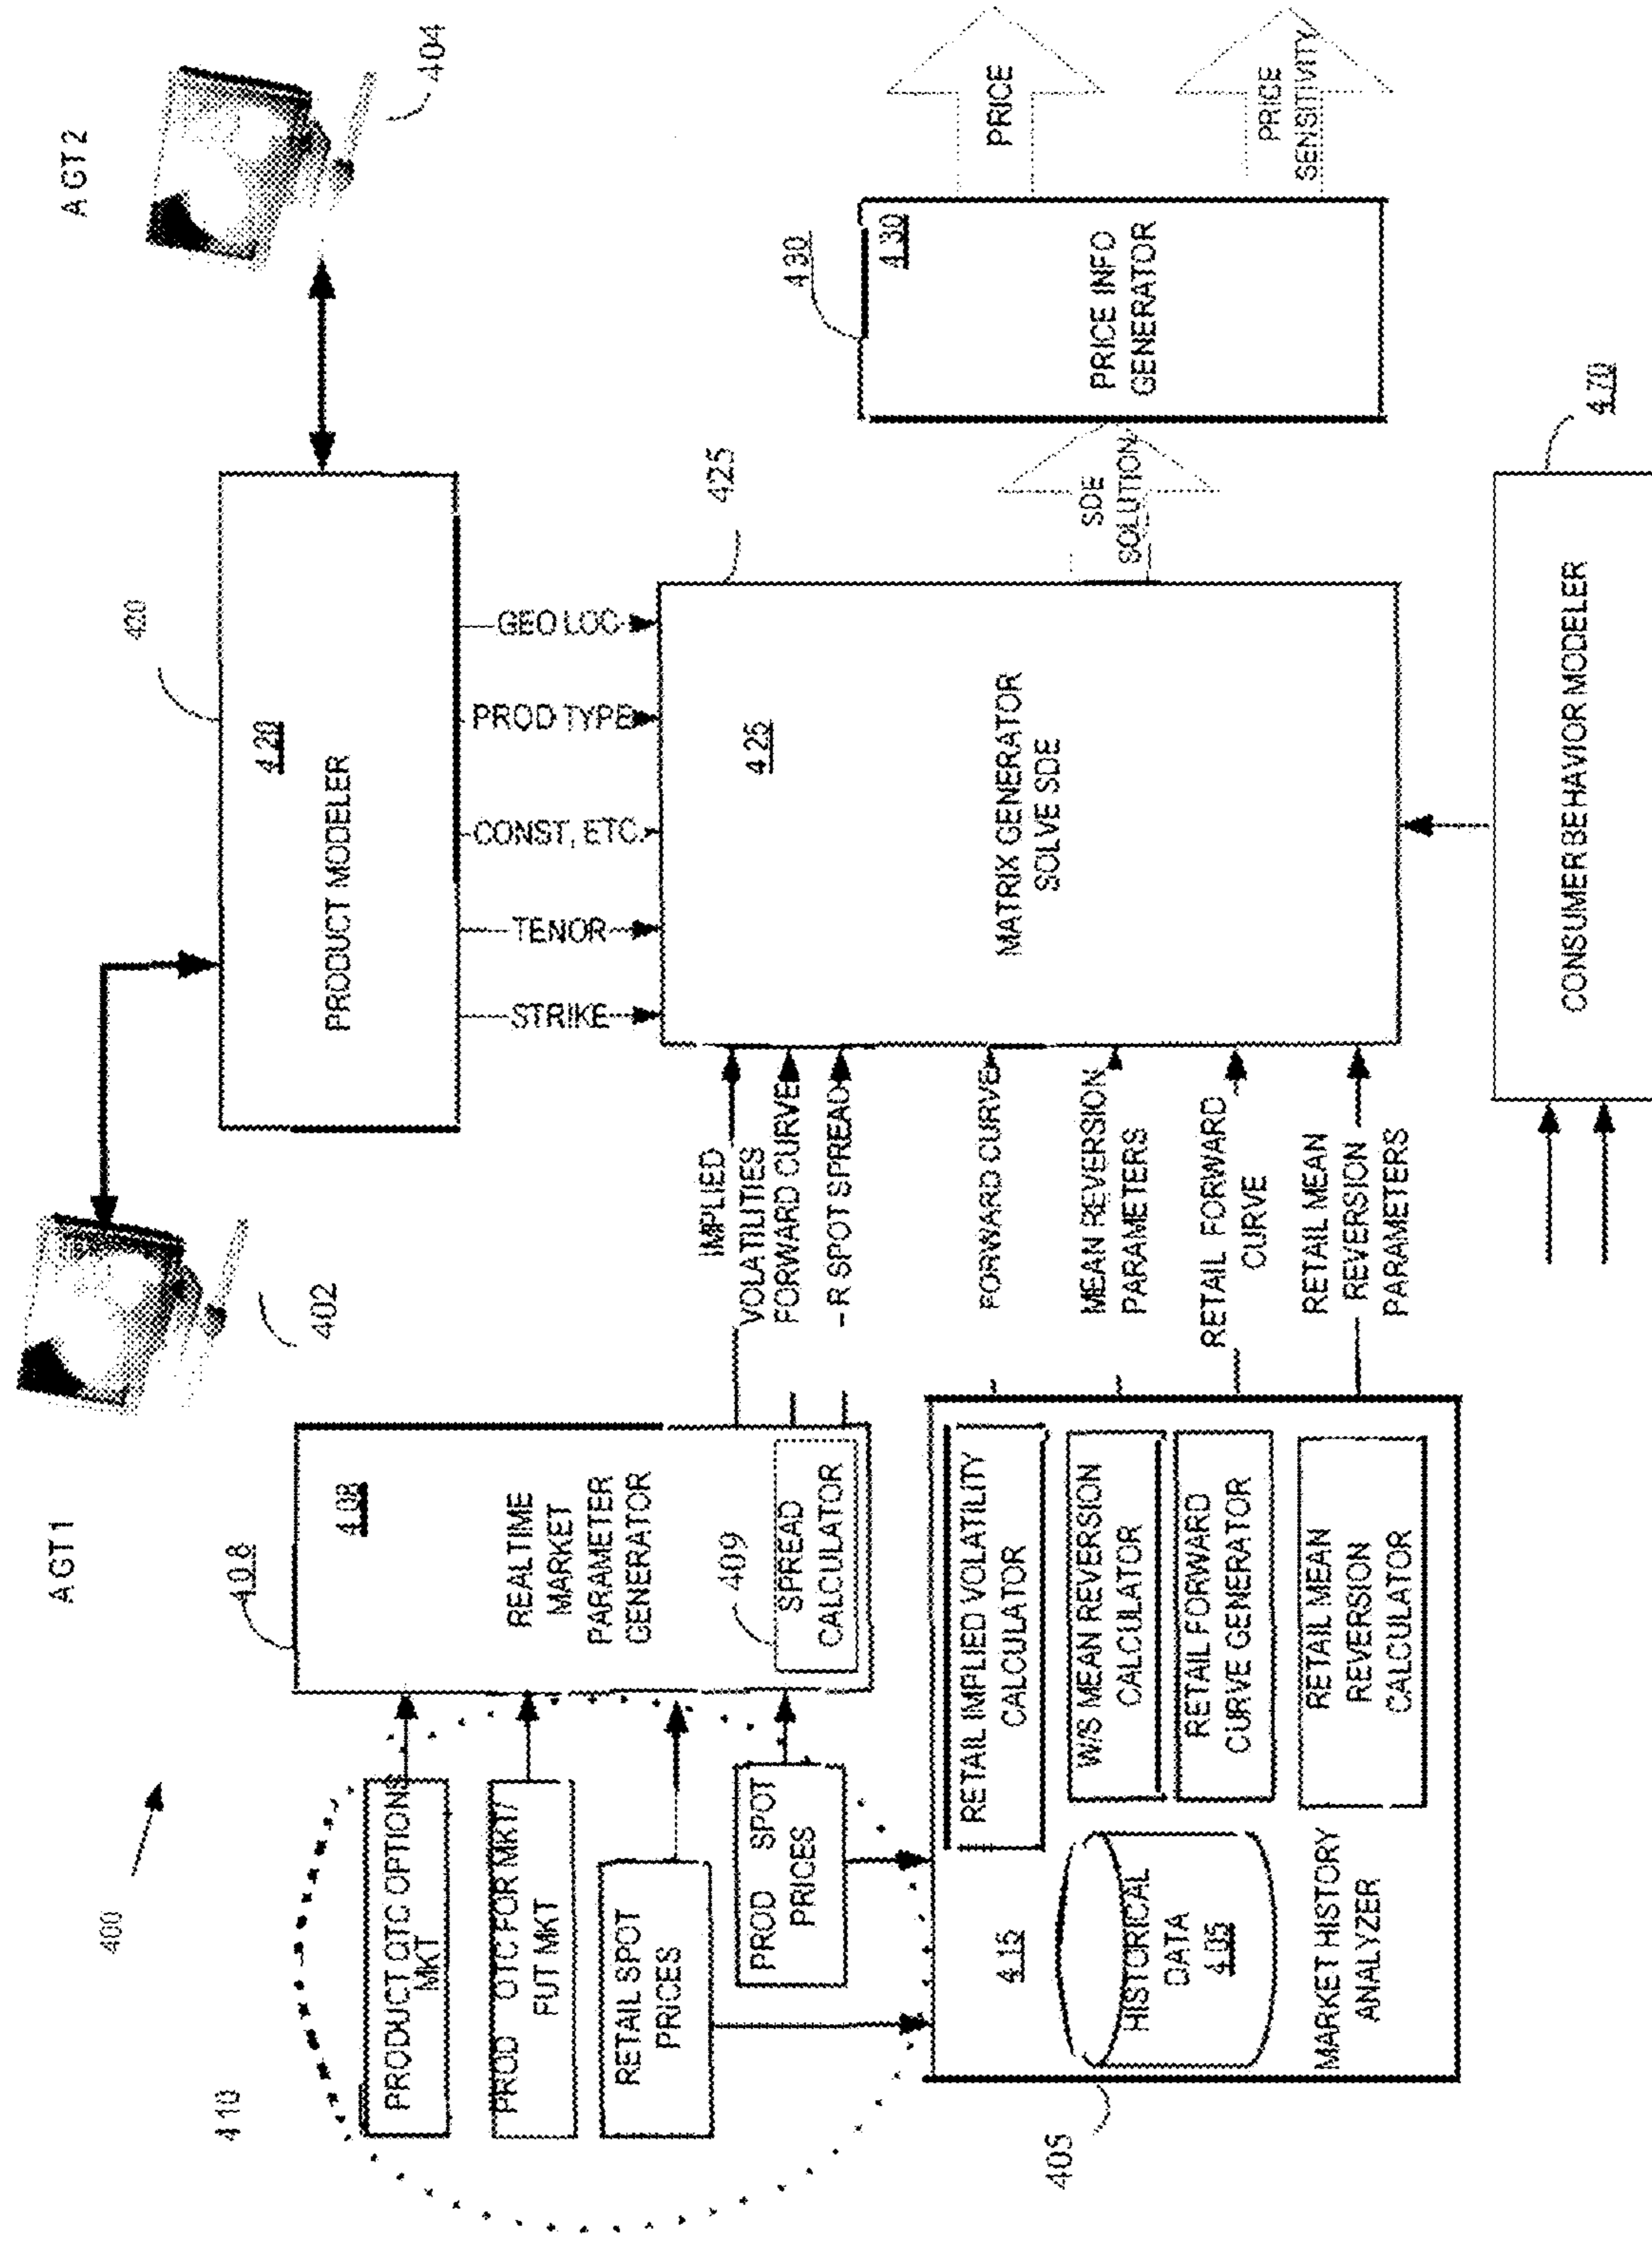 AGT1
AGT2
402
404
400
410
PRODUCT OTC OPTIONS
MKT
PROD OTC FOR MKT/
FUT MKT
RETAIL SPOT
PRICES
PROD SPOT
PRICES
408
408
REALTIME
MARKET
PARAMETER
GENERATOR
409
SPREAD
CALCULATOR
420
420
PRODUCT MODELER
STRIKE
TENOR
CONST, ETC.
PROD TYPE
GEO LOC
IMPLIED
VOLATILITIES
FORWARD CURVE
R SPOT SPREAD
FORWARD CURVE
MEAN REVERSION
PARAMETERS
RETAIL FORWARD
CURVE
RETAIL MEAN
REVERSION
PARAMETERS
425
425
MATRIX GENERATOR
SOLVE SDE
SDE
SOLUTION
430
430
PRICE INFO
GENERATOR
PRICE
PRICE
SENSITIVITY
405
415
HISTORICAL
DATA
405
MARKET HISTORY
ANALYZER
RETAIL IMPLIED VOLATILITY
CALCULATOR
W/S MEAN REVERSION
CALCULATOR
RETAIL FORWARD
CURVE GENERATOR
RETAIL MEAN
REVERSION
CALCULATOR
470
CONSUMER BEHAVIOR MODELER